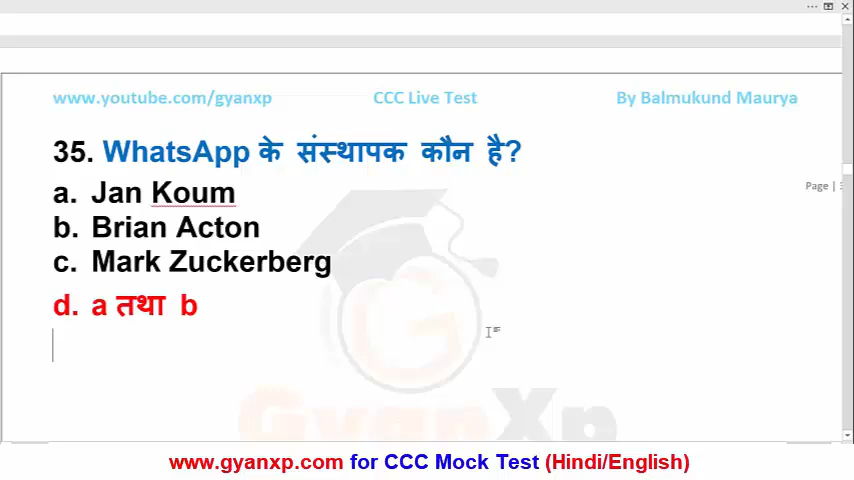 www.youtube.com/gyanxp CCC Live Test By Balmukund Maurya
35. WhatsApp के संस्थापक कौन है?
a. Jan Koum
Page |
b. Brian Acton
c. Mark Zuckerberg
d. a तथा b
GyanXp
www.gyanxp.com for CCC Mock Test (Hindi/English)